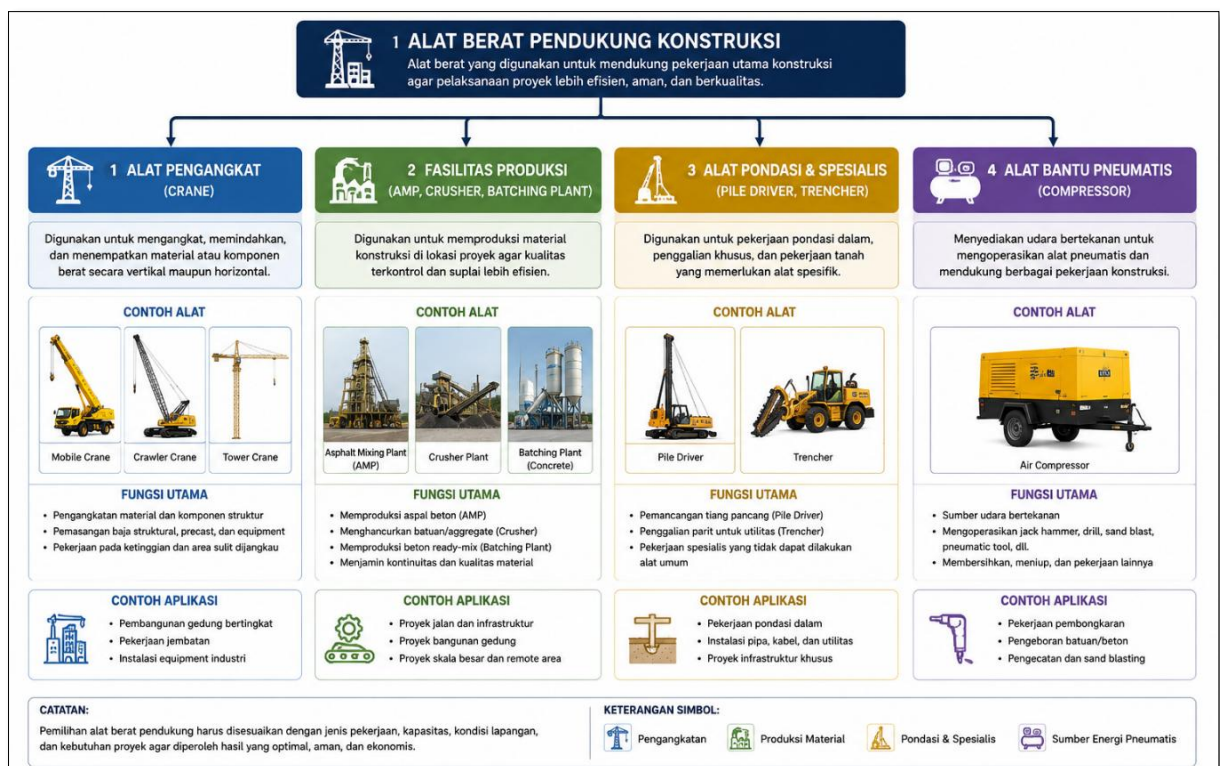 1 ALAT BERAT PENDUKUNG KONSTRUKSI
Alat berat yang digunakan untuk mendukung pekerjaan utama konstruksi
agar pelaksanaan proyek lebih efisien, aman, dan berkualitas.
1 ALAT PENGANGKAT
(CRANE)
Digunakan untuk mengangkat, memindahkan,
dan menempatkan material atau komponen
berat secara vertikal maupun horizontal.
CONTOH ALAT
Mobile Crane
Crawler Crane
Tower Crane
FUNGSI UTAMA
• Pengangkatan material dan komponen struktur
• Pemasangan baja struktural, precast, dan equipment
• Pekerjaan pada ketinggian dan area sulit dijangkau
CONTOH APLIKASI
• Pembangunan gedung bertingkat
• Pekerjaan jembatan
• Instalasi equipment industri
2 FASILITAS PRODUKSI
(AMP, CRUSHER, BATCHING PLANT)
Digunakan untuk memproduksi material
konstruksi di lokasi proyek agar kualitas
terkontrol dan suplai lebih efisien.
CONTOH ALAT
Asphalt Mixing Plant
(AMP)
Crusher Plant
Batching Plant
(Concrete)
FUNGSI UTAMA
• Memproduksi aspal beton (AMP)
• Menghancurkan batuan/aggregate (Crusher)
• Memproduksi beton ready-mix (Batching Plant)
• Menjamin kontinuitas dan kualitas material
CONTOH APLIKASI
• Proyek jalan dan infrastruktur
• Proyek bangunan gedung
• Proyek skala besar dan remote area
3 ALAT PONDASI & SPESIALIS
(PILE DRIVER, TRENCHER)
Digunakan untuk pekerjaan pondasi dalam,
penggalian khusus, dan pekerjaan tanah
yang memerlukan alat spesifik.
CONTOH ALAT
Pile Driver
Trencher
FUNGSI UTAMA
• Pemancangan tiang pancang (Pile Driver)
• Penggalian parit untuk utilitas (Trencher)
• Pekerjaan spesialis yang tidak dapat dilakukan
alat umum
CONTOH APLIKASI
• Pekerjaan pondasi dalam
• Instalasi pipa, kabel, dan utilitas
• Proyek infrastruktur khusus
4 ALAT BANTU PNEUMATIS
(COMPRESSOR)
Menyediakan udara bertekanan untuk
mengoperasikan alat pneumatis dan
mendukung berbagai pekerjaan konstruksi.
CONTOH ALAT
Air Compressor
FUNGSI UTAMA
• Sumber udara bertekanan
• Mengoperasikan jack hammer, drill, sand blast,
pneumatic tool, dll.
• Membersihkan, meniup, dan pekerjaan lainnya
CONTOH APLIKASI
• Pekerjaan pembongkaran
• Pengeboran batuan/beton
• Pengecatan dan sand blasting
CATATAN:
Pemilihan alat berat pendukung harus disesuaikan dengan jenis pekerjaan, kapasitas, kondisi lapangan,
dan kebutuhan proyek agar diperoleh hasil yang optimal, aman, dan ekonomis.
KETERANGAN SIMBOL:
Pengangkatan
Produksi Material
Pondasi & Spesialis
Sumber Energi Pneumatis